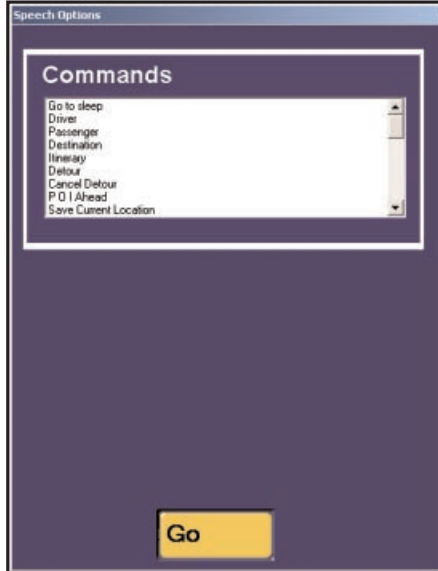 Speech Options
Commands
Go to sleep
Driver
Passenger
Destination
Itinerary
Detour
Cancel Detour
P O I Ahead
Save Current Location
Go